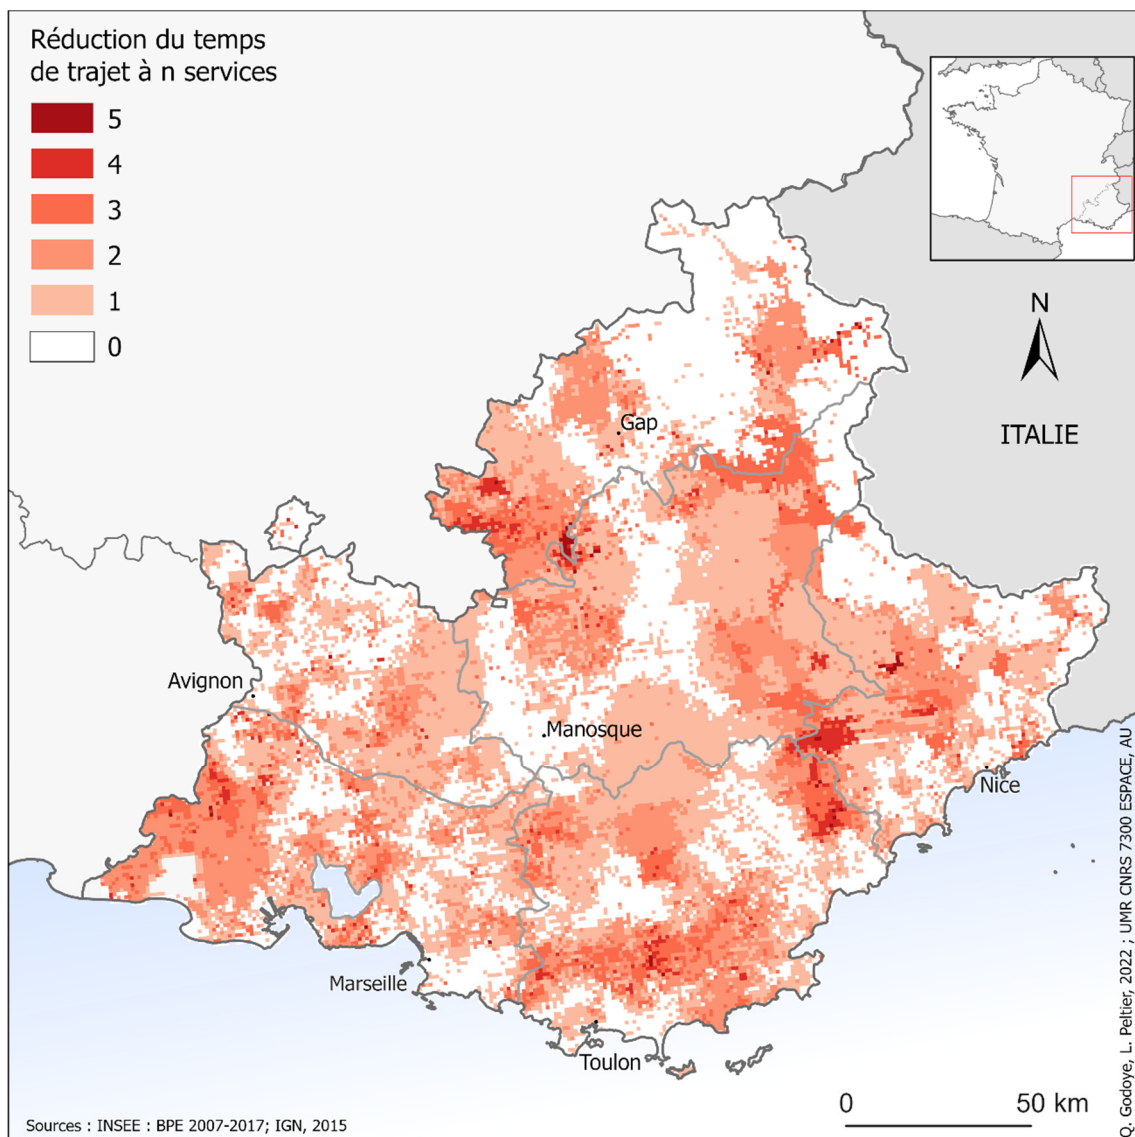 Réduction du temps
de trajet à n services
5
4
3
2
1
0
N
ITALIE
Gap
Avignon
Manosque
Nice
Marseille
Toulon
0 50 km
Sources : INSEE : BPE 2007-2017; IGN, 2015
Q. Godoye, L. Peltier, 2022 ; UMR CNRS 7300 ESPACE, AU